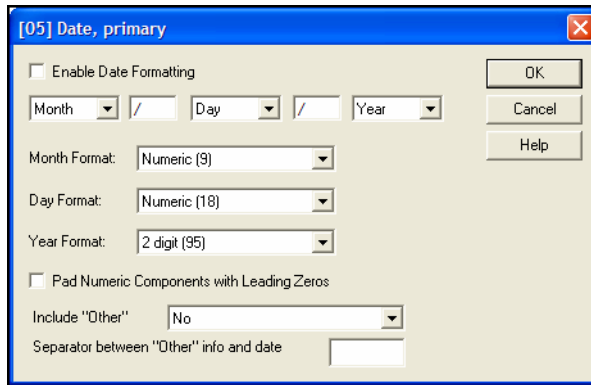 [05] Date, primary
Enable Date Formatting
OK
Month / Day / Year
Cancel
Help
Month Format: Numeric (9)
Day Format: Numeric (18)
Year Format: 2 digit (95)
Pad Numeric Components with Leading Zeros
Include "Other" No
Separator between "Other" info and date